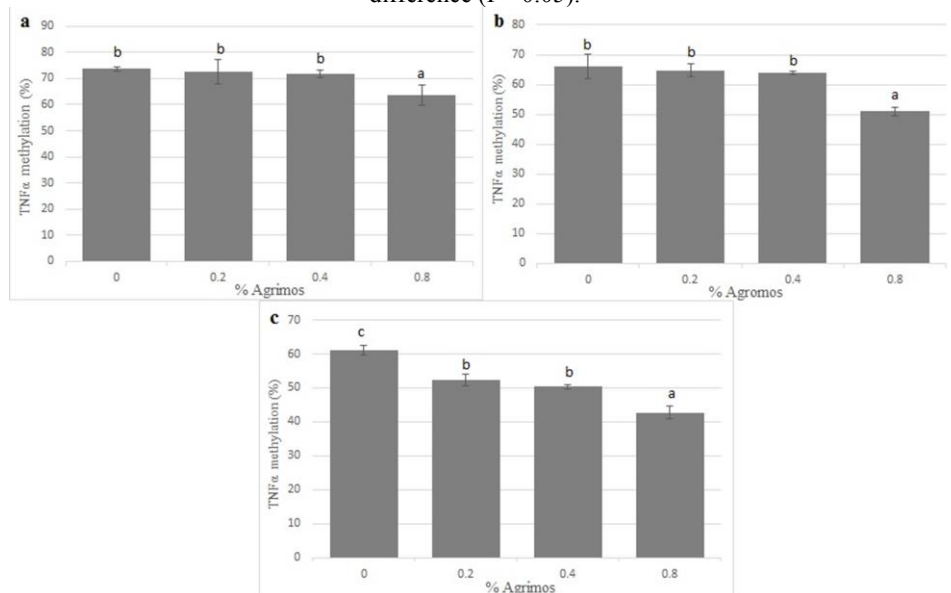 difference (P 0.05).
a
TNFα methylation (%)
90
80
70
60
50
40
30
20
10
0
b
b
b
a
0
0.2
0.4
0.8
% Agrimos
b
TNFα methylation (%)
80
70
60
50
40
30
20
10
0
b
b
b
a
0
0.2
0.4
0.8
% Agromos
c
TNFα methylation (%)
70
60
50
40
30
20
10
0
c
b
b
a
0
0.2
0.4
0.8
% Agrimos